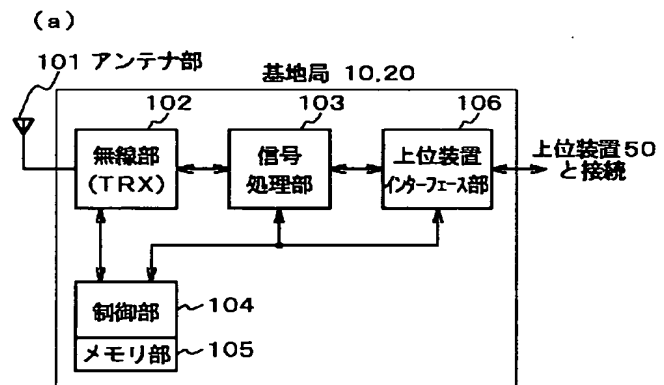 (a)
101 アンテナ部
基地局 10.20
102
103
106
無線部
(TRX)
信号
処理部
上位装置
インターフェース部
上位装置50
と接続
制御部
104
メモリ部
105